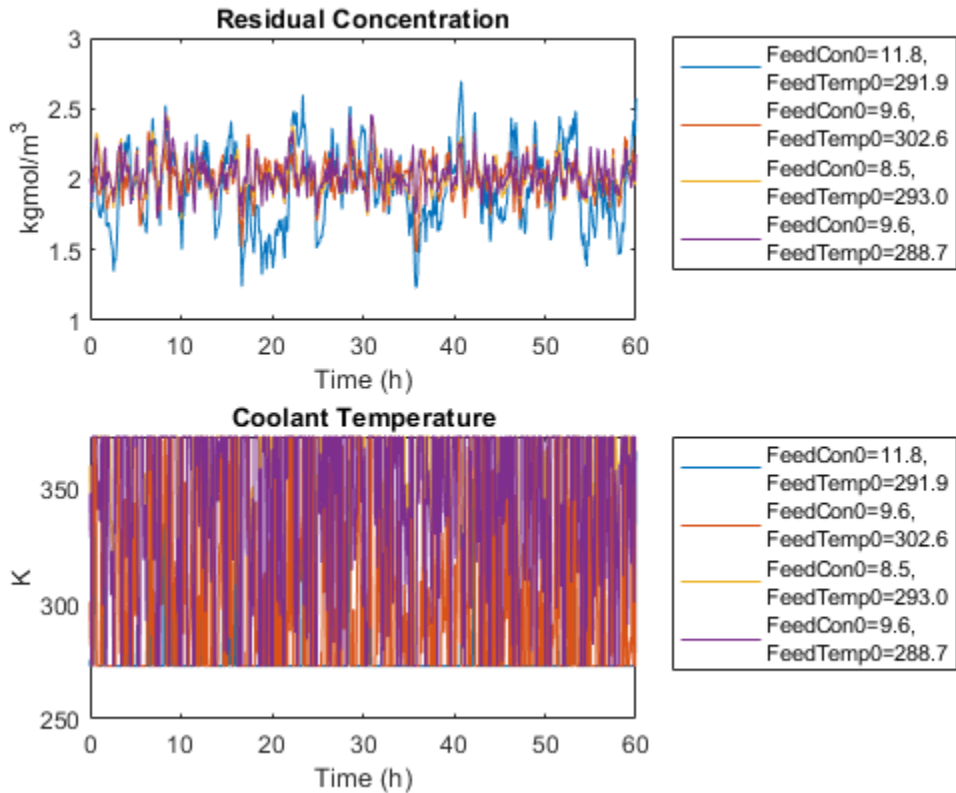 Residual Concentration
3
2.5
2
1.5
1
kgmol/m³
0
10
20
30
40
50
60
Time (h)
FeedCon0=11.8,
FeedTemp0=291.9
FeedCon0=9.6,
FeedTemp0=302.6
FeedCon0=8.5,
FeedTemp0=293.0
FeedCon0=9.6,
FeedTemp0=288.7
Coolant Temperature
350
300
250
K
0
10
20
30
40
50
60
Time (h)
FeedCon0=11.8,
FeedTemp0=291.9
FeedCon0=9.6,
FeedTemp0=302.6
FeedCon0=8.5,
FeedTemp0=293.0
FeedCon0=9.6,
FeedTemp0=288.7